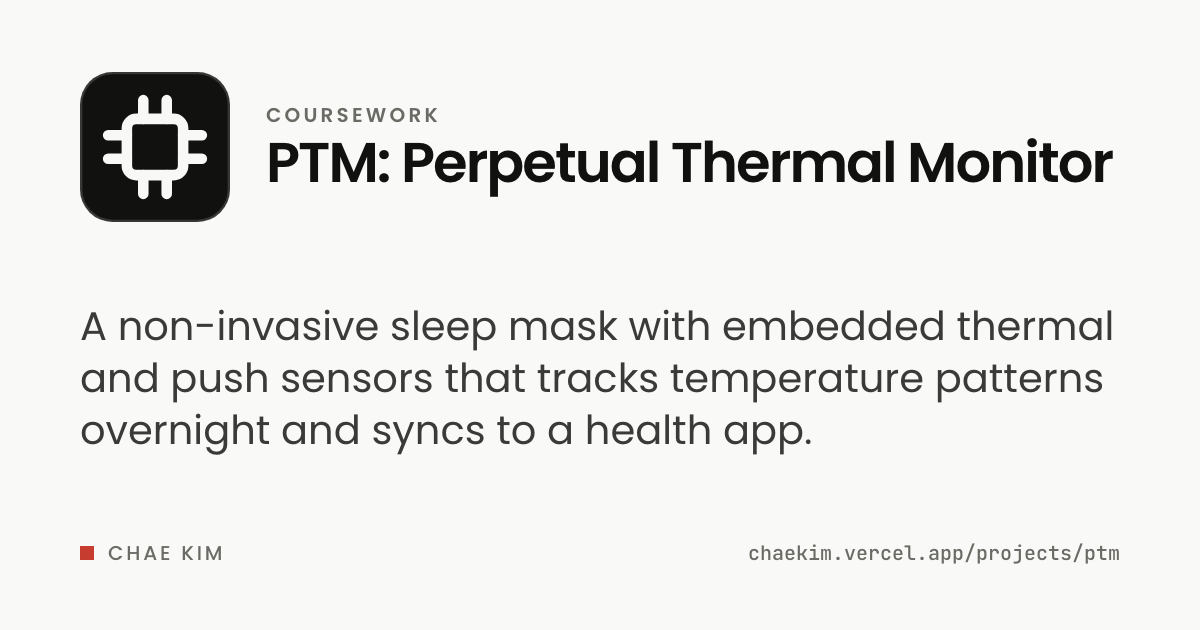 COURSEWORK
PTM: Perpetual Thermal Monitor
A non-invasive sleep mask with embedded thermal
and push sensors that tracks temperature patterns
overnight and syncs to a health app.
CHAE KIM
chaekim.vercel.app/projects/ptm